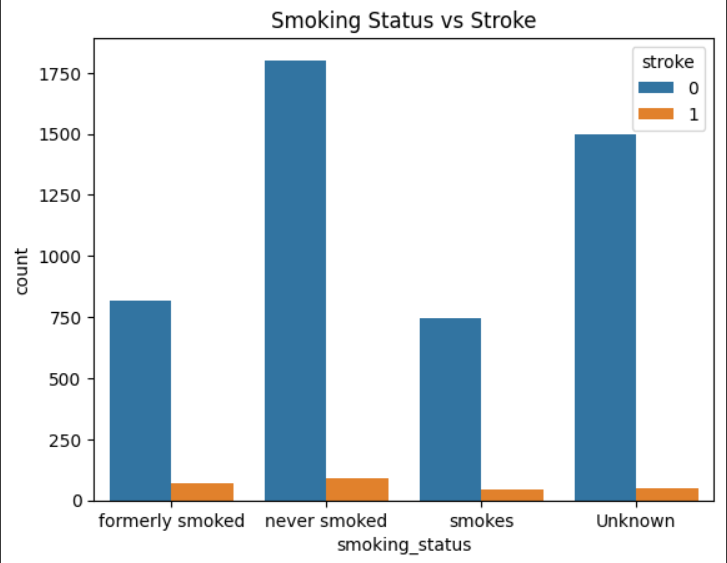 Smoking Status vs Stroke
stroke
0
1
1750
1500
1250
1000
750
500
250
0
count
formerly smoked never smoked smokes Unknown
smoking_status